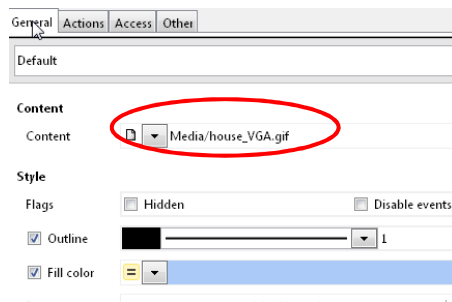 General Actions Access Other
Default
Content
Content Media/house_VGA.gif
Style
Flags Hidden Disable events
Outline 1
Fill color =